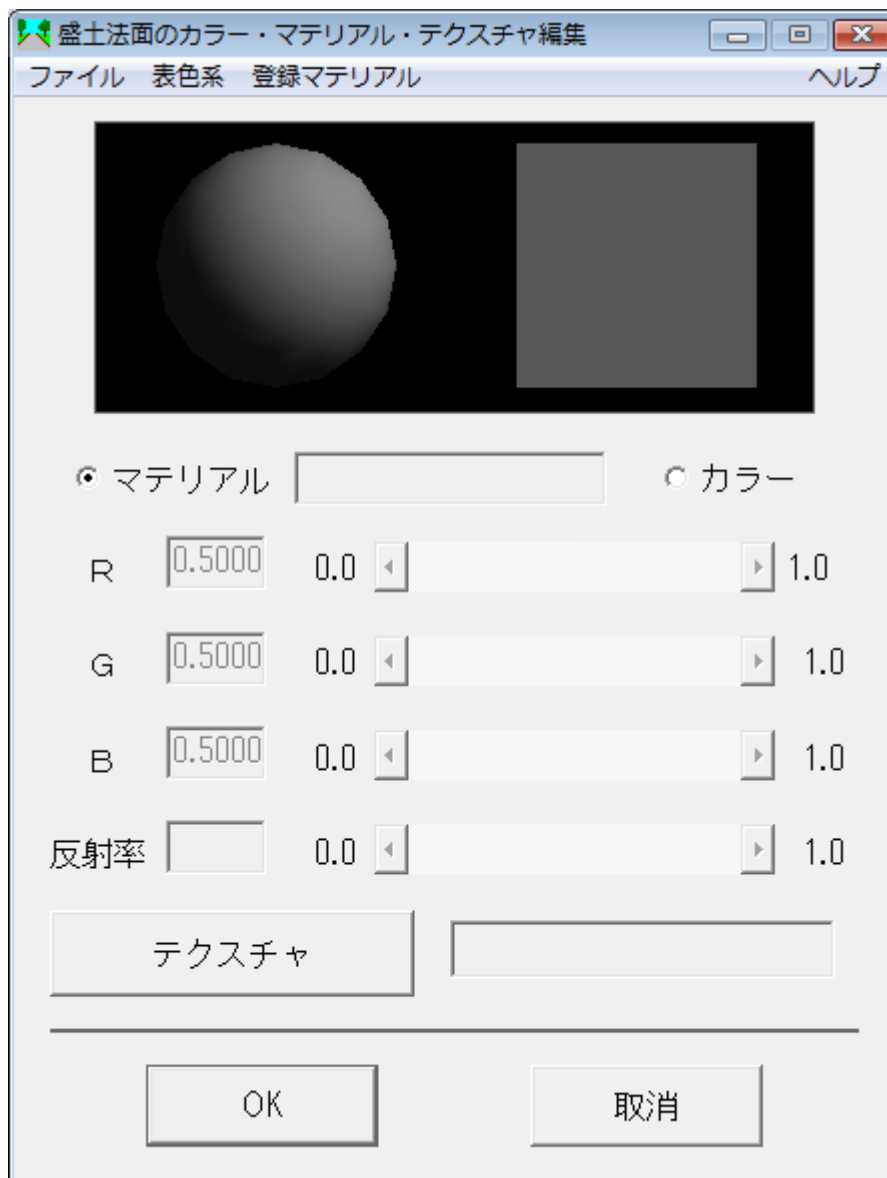 盛土法面のカラー・マテリアル・テクスチャ編集
ファイル 表色系 登録マテリアル ヘルプ
マテリアル カラー
R 0.5000 0.0 1.0
G 0.5000 0.0 1.0
B 0.5000 0.0 1.0
反射率 0.0 1.0
テクスチャ
OK 取消